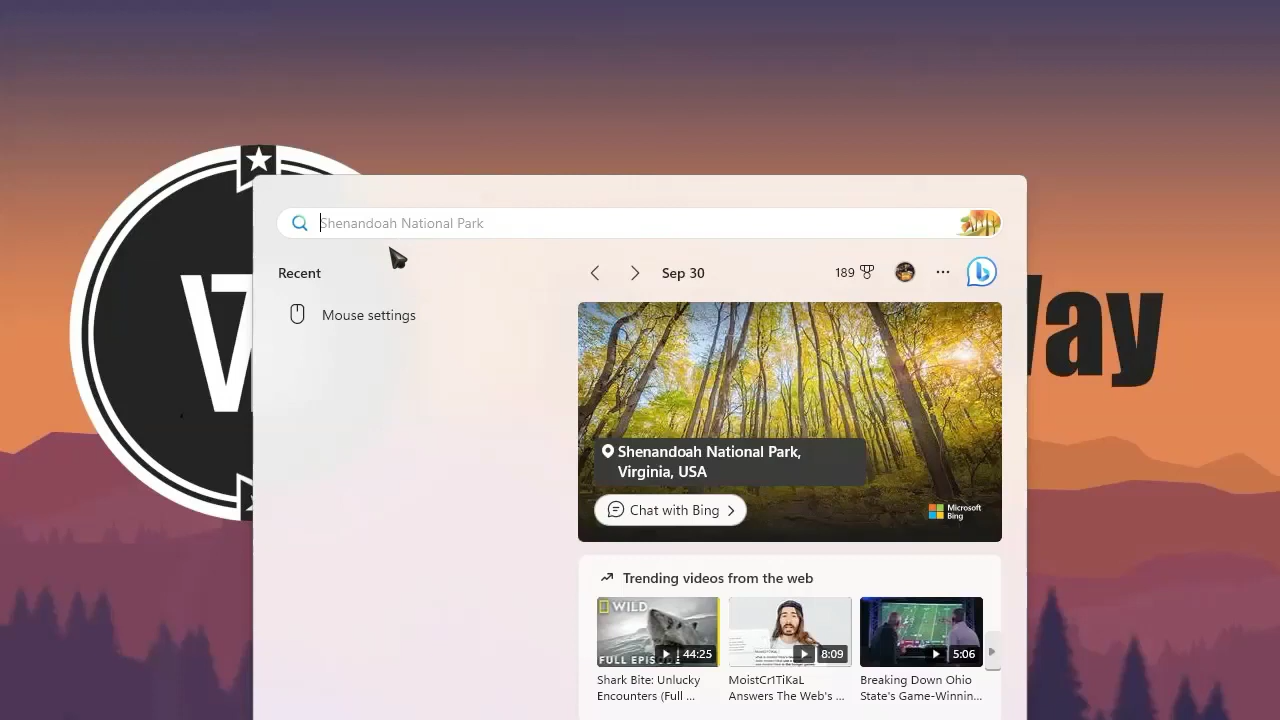 Shenandoah National Park
Recent
Mouse settings
Sep 30
189
Shenandoah National Park,
Virginia, USA
Chat with Bing
Microsoft
Bing
Trending videos from the web
WILD
FULL EPISODE
44:25
8:09
5:06
Shark Bite: Unlucky
Encounters (Full ...
MoistCr1TiKaL
Answers The Web's ...
Breaking Down Ohio
State's Game-Winnin...
W
Way